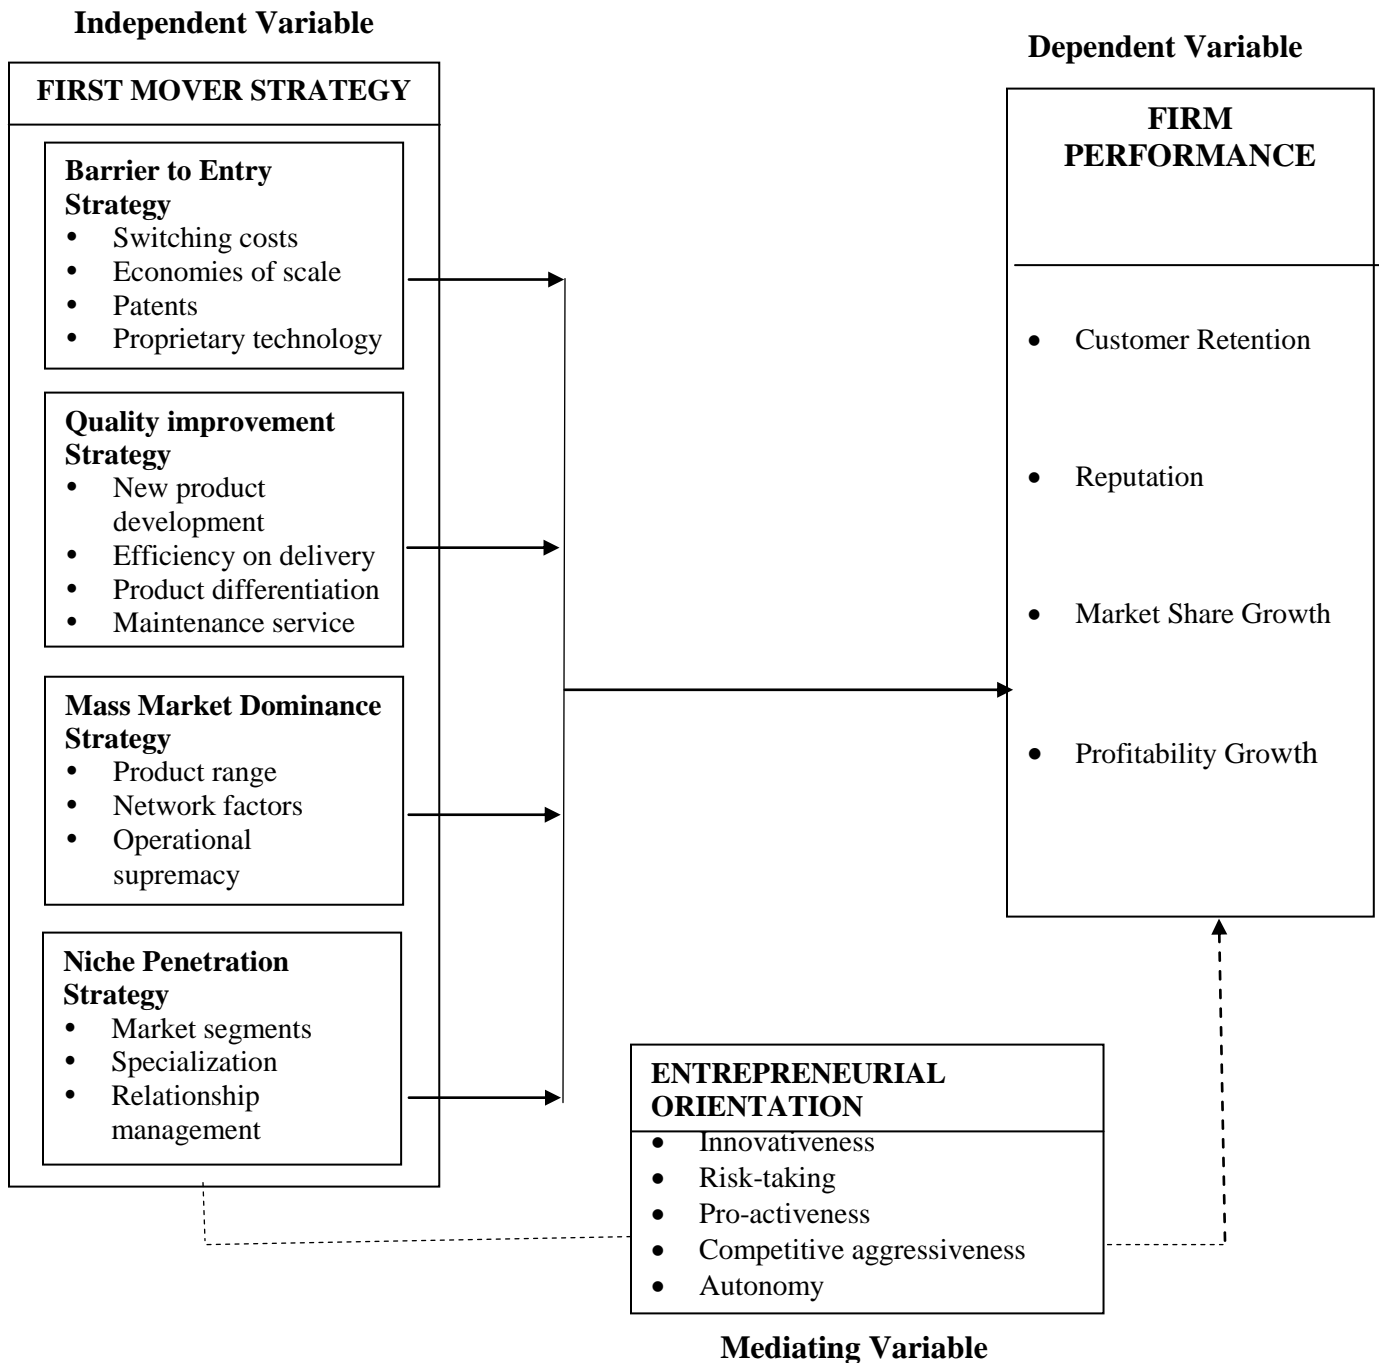 Independent Variable
FIRST MOVER STRATEGY
Barrier to Entry
Strategy
• Switching costs
• Economies of scale
• Patents
• Proprietary technology
Quality improvement
Strategy
• New product
development
• Efficiency on delivery
• Product differentiation
• Maintenance service
Mass Market Dominance
Strategy
• Product range
• Network factors
• Operational
supremacy
Niche Penetration
Strategy
• Market segments
• Specialization
• Relationship
management
Dependent Variable
FIRM
PERFORMANCE
• Customer Retention
• Reputation
• Market Share Growth
• Profitability Growth
ENTREPRENEURIAL
ORIENTATION
• Innovativeness
• Risk-taking
• Pro-activeness
• Competitive aggressiveness
• Autonomy
Mediating Variable